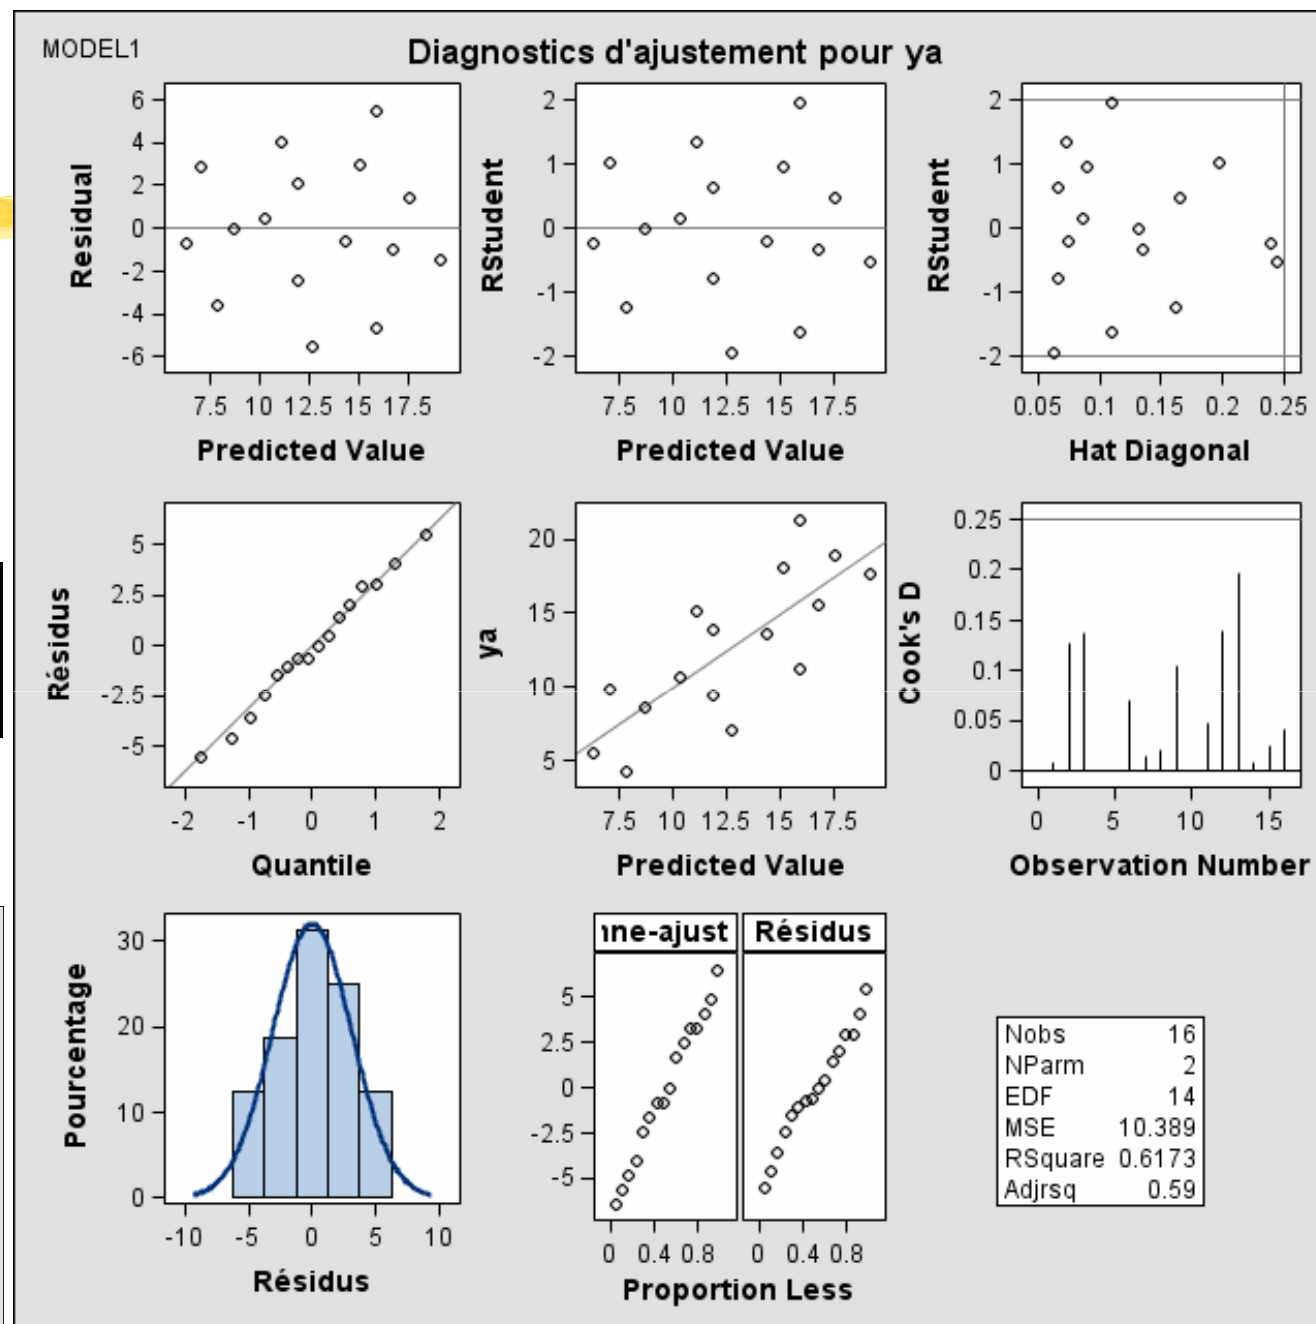 MODEL1
Diagnostics d'ajustement pour ya
Residual
6
4
2
0
-2
-4
-6
7.5 10 12.5 15 17.5
Predicted Value
RStudent
2
1
0
-1
-2
7.5 10 12.5 15 17.5
Predicted Value
RStudent
2
1
0
-1
-2
0.05 0.1 0.15 0.2 0.25
Hat Diagonal
Résidus
5
2.5
0
-2.5
-5
-2 -1 0 1 2
Quantile
ya
20
15
10
5
7.5 10 12.5 15 17.5
Predicted Value
Cook's D
0.25
0.2
0.15
0.1
0.05
0
0 5 10 15
Observation Number
Pourcentage
30
20
10
0
-10 -5 0 5 10
Résidus
nne-ajust Résidus
5
2.5
0
-2.5
-5
0 0.4 0.8 0 0.4 0.8
Proportion Less
Nobs 16
NParm 2
EDF 14
MSE 10.389
RSquare 0.6173
Adjrsq 0.59